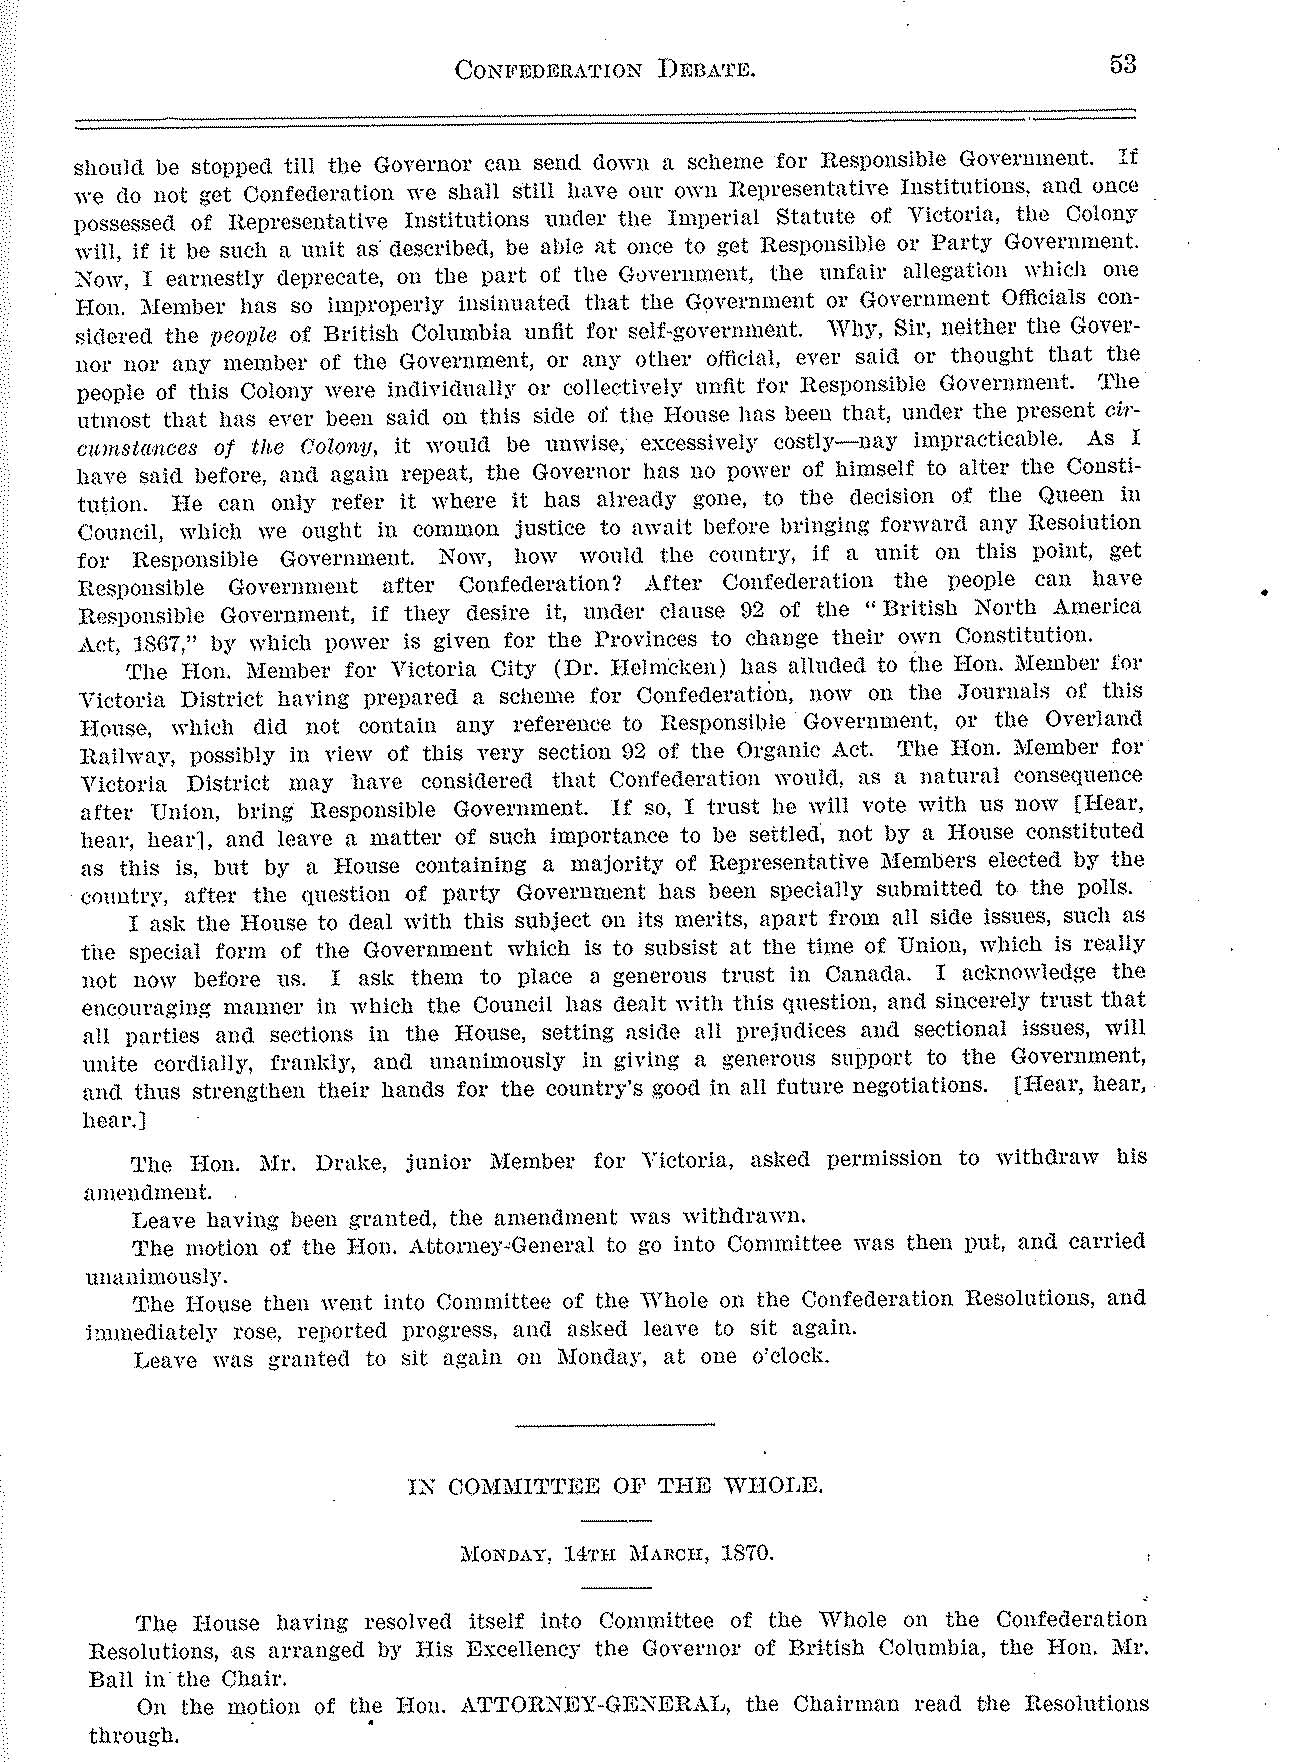 CONFEDERATION DEBATE. 53
should be stopped till the Governor can send down a scheme for Responsible Government. If
we do not get Confederation we shall still have our own Representative Institutions, and once
possessed of Representative Institutions under the Imperial Statute of Victoria, the Colony
will, if it be such a unit as described, be able at once to get Responsible or Party Government.
Now, I earnestly deprecate, on the part of the Government, the unfair allegation which one
Hon. Member has so improperly insinuated that the Government or Government Officials con-
sidered the people of British Columbia unfit for self-government. Why, Sir, neither the Gover-
nor nor any member of the Government, or any other official, ever said or thought that the
people of this Colony were individually or collectively unfit for Responsible Government. The
utmost that has ever been said on this side of the House has been that, under the present cir-
cumstances of the Colony, it would be unwise, excessively costly—nay impracticable. As I
have said before, and again repeat, the Governor has no power of himself to alter the Consti-
tution. He can only refer it where it has already gone, to the decision of the Queen in
Council, which we ought in common justice to await before bringing forward any Resolution
for Responsible Government. Now, how would the country, if a unit on this point, get
Responsible Government after Confederation? After Confederation the people can have
Responsible Government, if they desire it, under clause 92 of the "British North America
Act, 1867," by which power is given for the Provinces to change their own Constitution.
The Hon. Member for Victoria City (Dr. Helmcken) has alluded to the Hon. Member for
Victoria District having prepared a scheme for Confederation, now on the Journals of this
House, which did not contain any reference to Responsible Government, or the Overland
Railway, possibly in view of this very section 92 of the Organic Act. The Hon. Member for
Victoria District may have considered that Confederation would, as a natural consequence
after Union, bring Responsible Government. If so, I trust he will vote with us now [Hear,
hear, hear], and leave a matter of such importance to be settled, not by a House constituted
as this is, but by a House containing a majority of Representative Members elected by the
country, after the question of party Government has been specially submitted to the polls.
I ask the House to deal with this subject on its merits, apart from all side issues, such as
the special form of the Government which is to subsist at the time of Union, which is really
not now before us. I ask them to place a generous trust in Canada. I acknowledge the
encouraging manner in which the Council has dealt with this question, and sincerely trust that
all parties and sections in the House, setting aside all prejudices and sectional issues, will
unite cordially, frankly, and unanimously in giving a generous support to the Government,
and thus strengthen their hands for the country's good in all future negotiations. [Hear, hear,
hear.]
The Hon. Mr. Drake, junior Member for Victoria, asked permission to withdraw his
amendment.
Leave having been granted, the amendment was withdrawn.
The motion of the Hon. Attorney-General to go into Committee was then put, and carried
unanimously.
The House then went into Committee of the Whole on the Confederation Resolutions, and
immediately rose, reported progress, and asked leave to sit again.
Leave was granted to sit again on Monday, at one o'clock.
IN COMMITTEE OF THE WHOLE.
MONDAY, 14TH MARCH, 1870.
The House having resolved itself into Committee of the Whole on the Confederation
Resolutions, as arranged by His Excellency the Governor of British Columbia, the Hon. Mr.
Ball in the Chair.
On the motion of the Hon. ATTORNEY-GENERAL, the Chairman read the Resolutions
through.